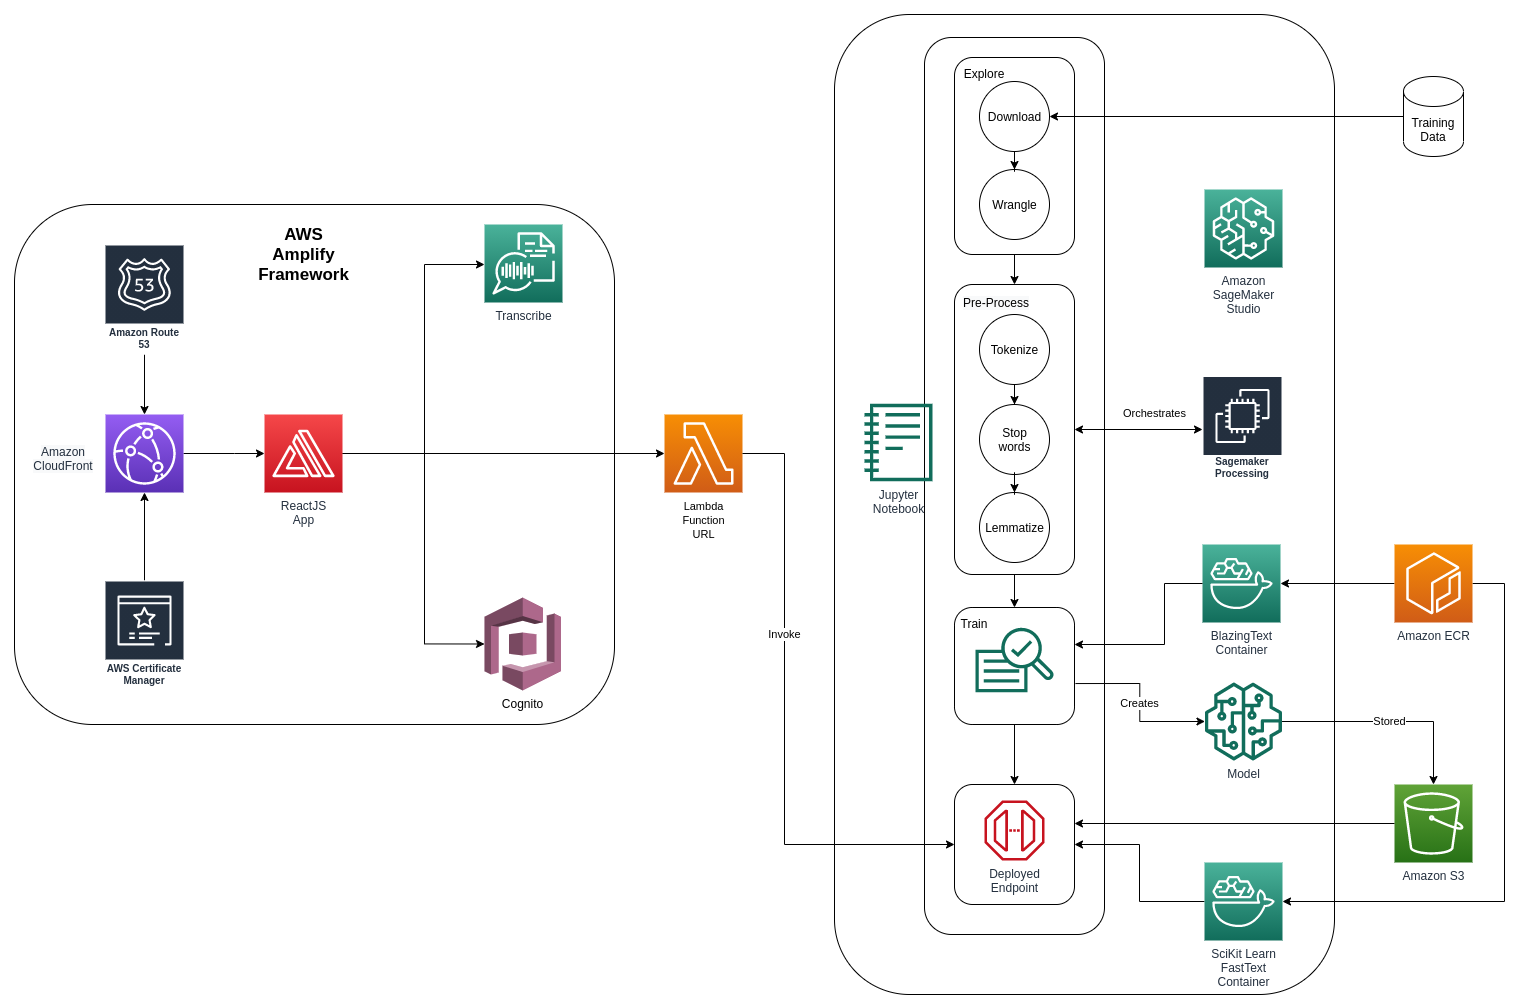 AWS
Amplify
Framework
53
Amazon Route
53
Amazon
CloudFront
AWS Certificate
Manager
ReactJS
App
Transcribe
Cognito
Lambda
Function
URL
Invoke
Jupyter
Notebook
Explore
Download
Wrangle
Pre-Process
Tokenize
Stop
words
Lemmatize
Train
Deployed
Endpoint
Training
Data
Amazon
SageMaker
Studio
Orchestrates
Sagemaker
Processing
BlazingText
Container
Amazon ECR
Creates
Model
Stored
Amazon S3
SciKit Learn
FastText
Container